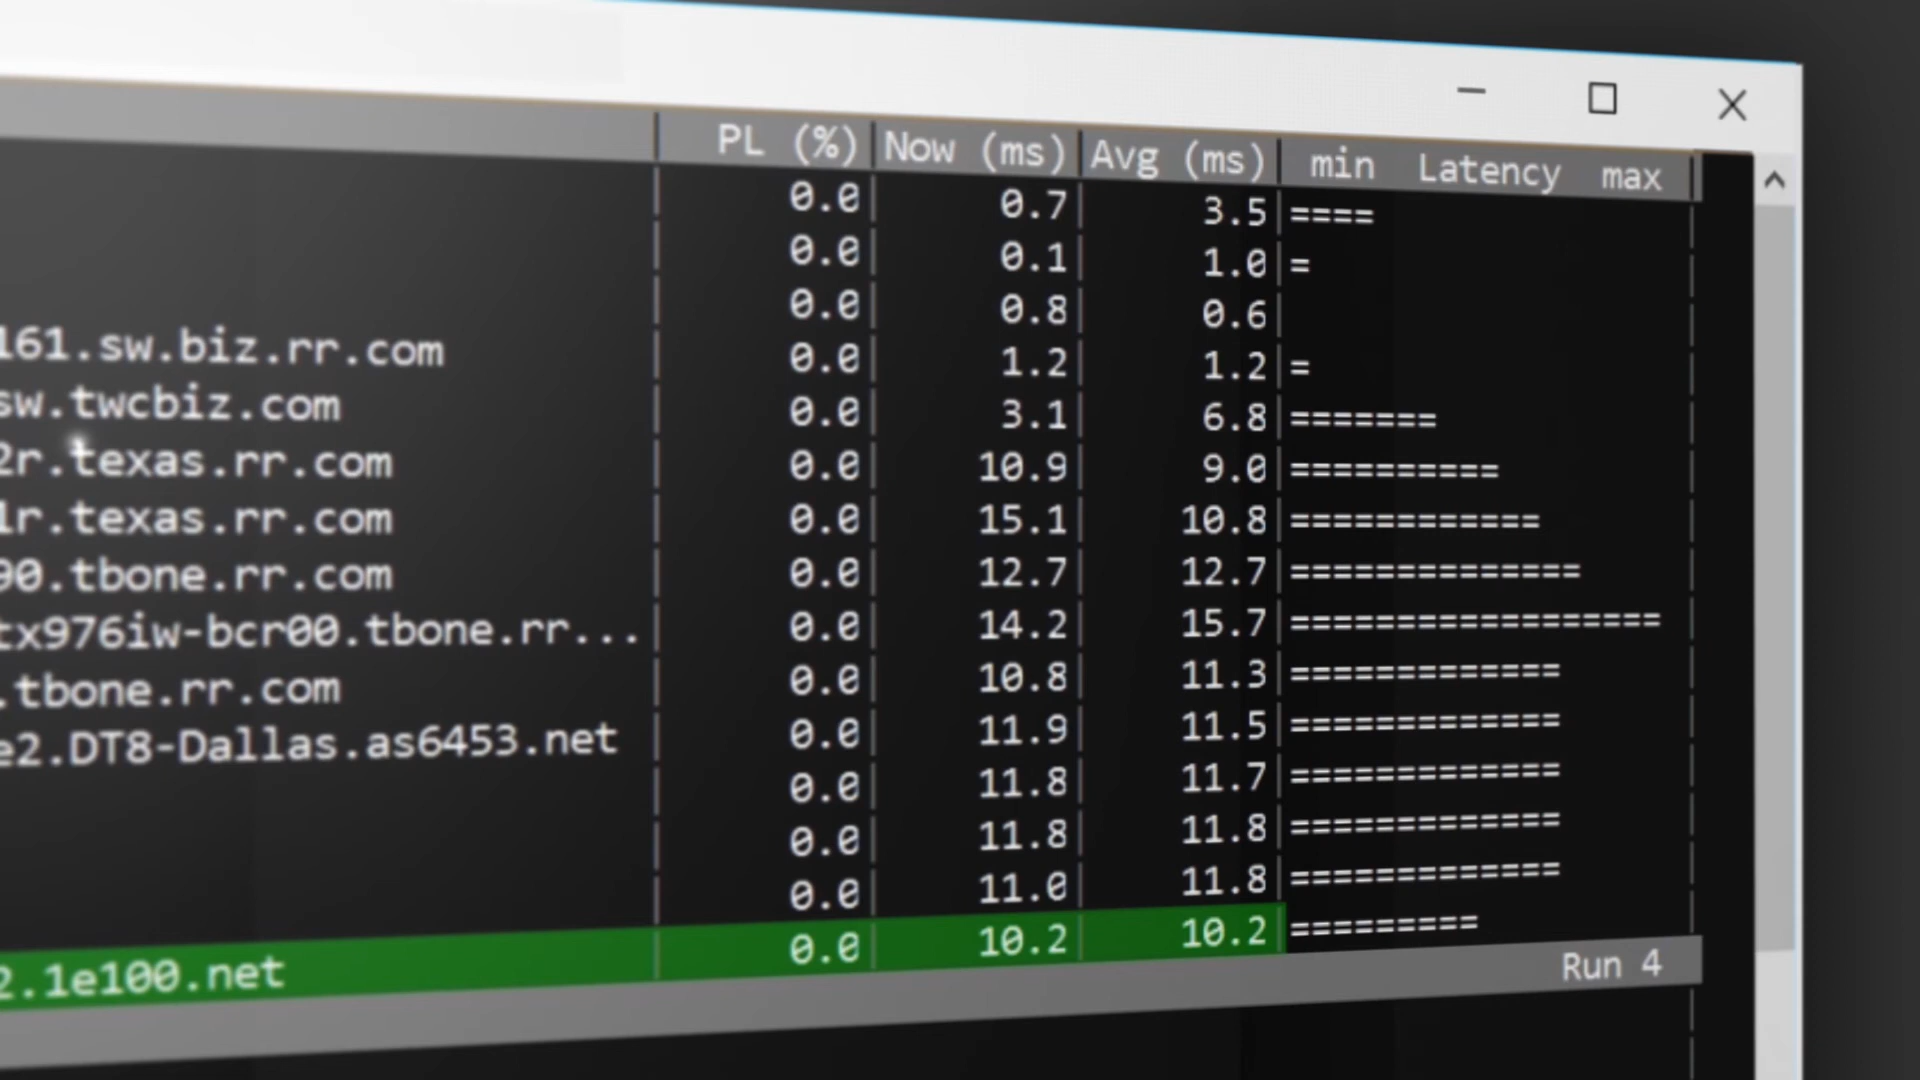 PL (%) Now (ms) Avg (ms) min Latency max
0.0 0.7 3.5 ====
0.0 0.1 1.0 =
0.0 0.8 0.6
161.sw.biz.rr.com 0.0 1.2 1.2 =
sw.twcbiz.com 0.0 3.1 6.8 =======
2r.texas.rr.com 0.0 10.9 9.0 ==========
1r.texas.rr.com 0.0 15.1 10.8 ============
90.tbone.rr.com 0.0 12.7 12.7 ==============
tx976iw-bcr00.tbone.rr... 0.0 14.2 15.7 ==================
.tbone.rr.com 0.0 10.8 11.3 =============
e2.DT8-Dallas.as6453.net 0.0 11.9 11.5 =============
0.0 11.8 11.7 =============
0.0 11.8 11.8 =============
0.0 11.0 11.8 =============
2.1e100.net 0.0 10.2 10.2 =========
Run 4